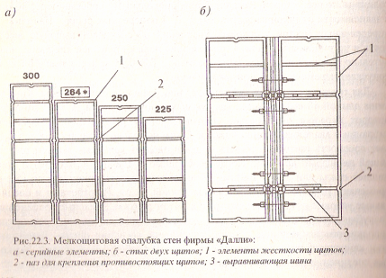 а)
б)
300
264*
250
225
1
2
1
2
3
Рис.22.3. Мелкощитовая опалубка стен фирмы «Далли»:
а - серийные элементы; б - стык двух щитов; 1 - элементы жесткости щитов;
2 - паз для крепления противостоящих щитов; 3 - выравнивающая шина